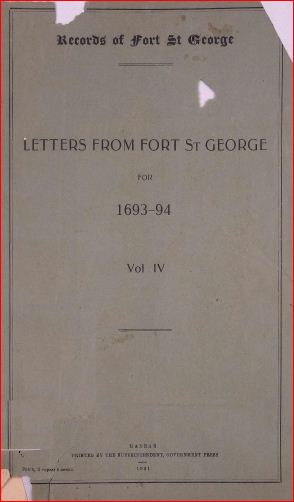 Records of Fort St George
LETTERS FROM FORT ST GEORGE
FOR
1693-94
Vol IV
MADRAS
PRINTED BY THE SUPERINTENDENT, GOVERNMENT PRESS
1921